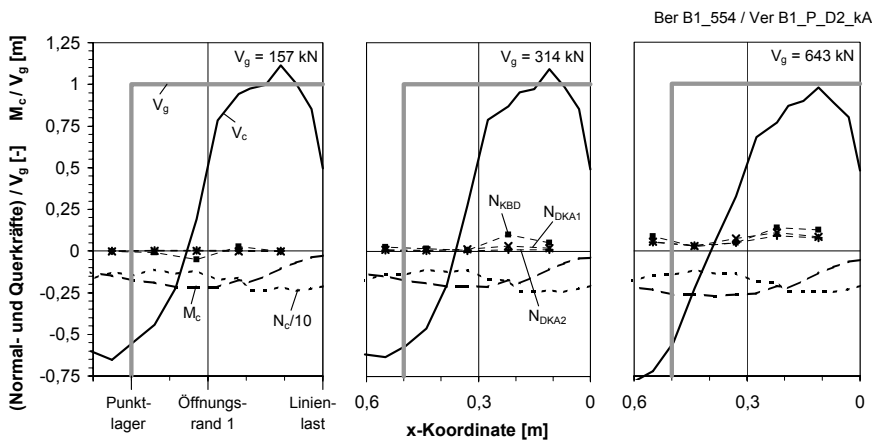 Ber B1_554 / Ver B1_P_D2_kA
(Normal- und Querkräfte) / Vg [-]   Mc / Vg [m]
1,25
1
0,75
0,5
0,25
0
-0,25
-0,5
-0,75
Vg = 157 kN
Vg
Vc
Mc
Nc/10
Punkt-
lager
Öffnungs-
rand 1
Linien-
last
Vg = 314 kN
NKBD
NDKA1
NDKA2
0,6
0,3
0
x-Koordinate [m]
Vg = 643 kN
0,6
0,3
0